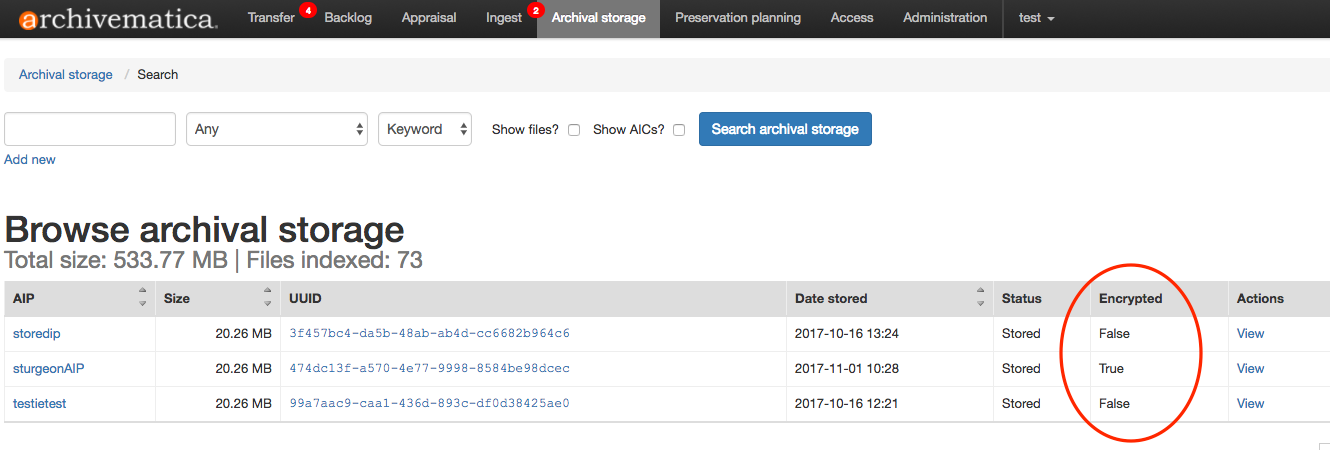 archivematica Transfer 4 Backlog Appraisal Ingest 2 Archival storage Preservation planning Access Administration test
Archival storage / Search
Any Keyword Show files? Show AICs? Search archival storage
Add new
Browse archival storage
Total size: 533.77 MB | Files indexed: 73
AIP Size UUID Date stored Status Encrypted Actions
storedip 20.26 MB 3f457bc4-da5b-48ab-ab4d-cc6682b964c6 2017-10-16 13:24 Stored False View
sturgeonAIP 20.26 MB 474dc13f-a570-4e77-9998-8584be98dcec 2017-11-01 10:28 Stored True View
testietest 20.26 MB 99a7aac9-caa1-436d-893c-df0d38425ae0 2017-10-16 12:21 Stored False View